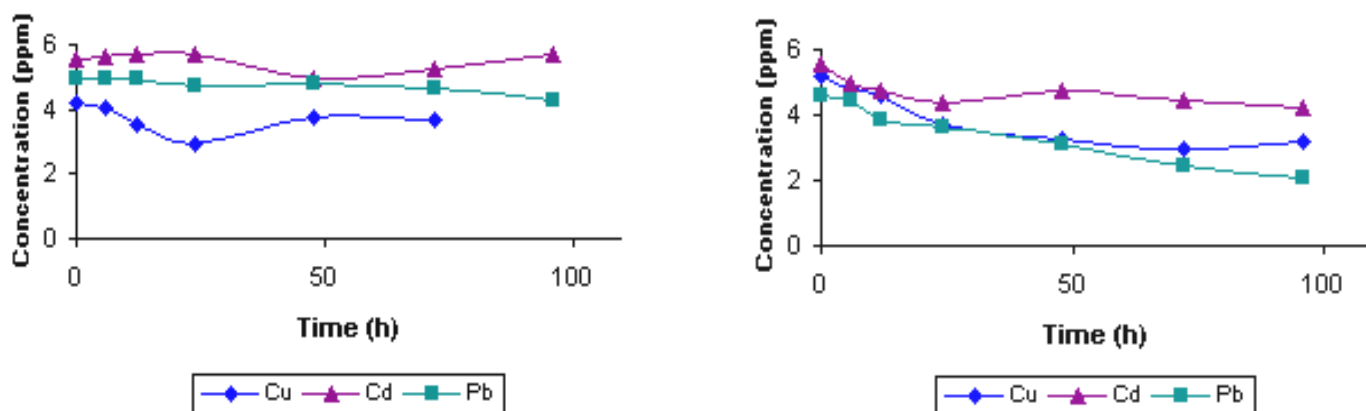 Concentration (ppm)
6
4
2
0
0 50 100
Time (h)
Cu Cd Pb
Concentration (ppm)
6
4
2
0
0 50 100
Time (h)
Cu Cd Pb